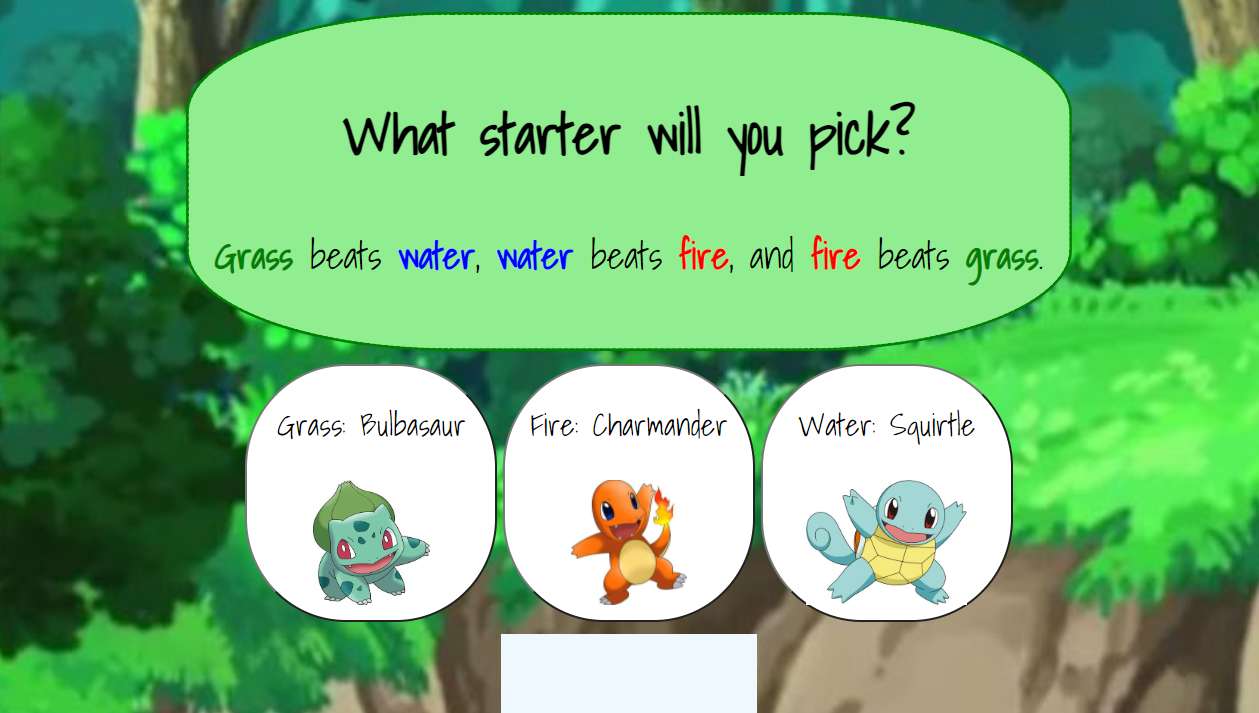 What starter will you pick?
Grass beats water, water beats fire, and fire beats grass.
Grass: Bulbasaur
Fire: Charmander
Water: Squirtle